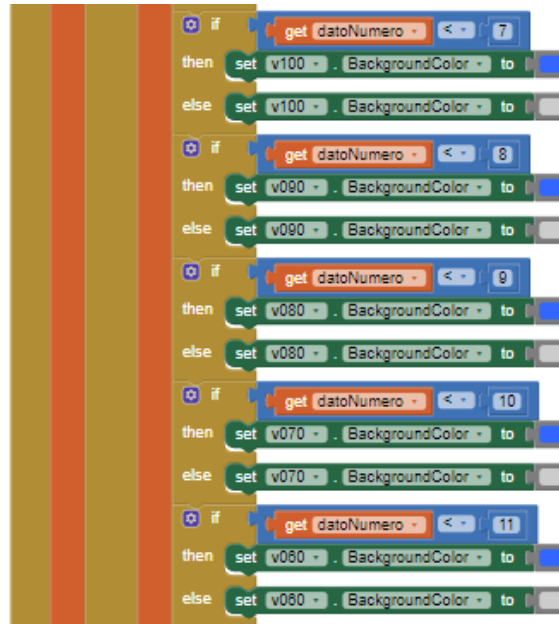 if get datoNumero < 7
then set v100 . BackgroundColor to
else set v100 . BackgroundColor to
if get datoNumero < 8
then set v090 . BackgroundColor to
else set v090 . BackgroundColor to
if get datoNumero < 9
then set v080 . BackgroundColor to
else set v080 . BackgroundColor to
if get datoNumero < 10
then set v070 . BackgroundColor to
else set v070 . BackgroundColor to
if get datoNumero < 11
then set v060 . BackgroundColor to
else set v060 . BackgroundColor to